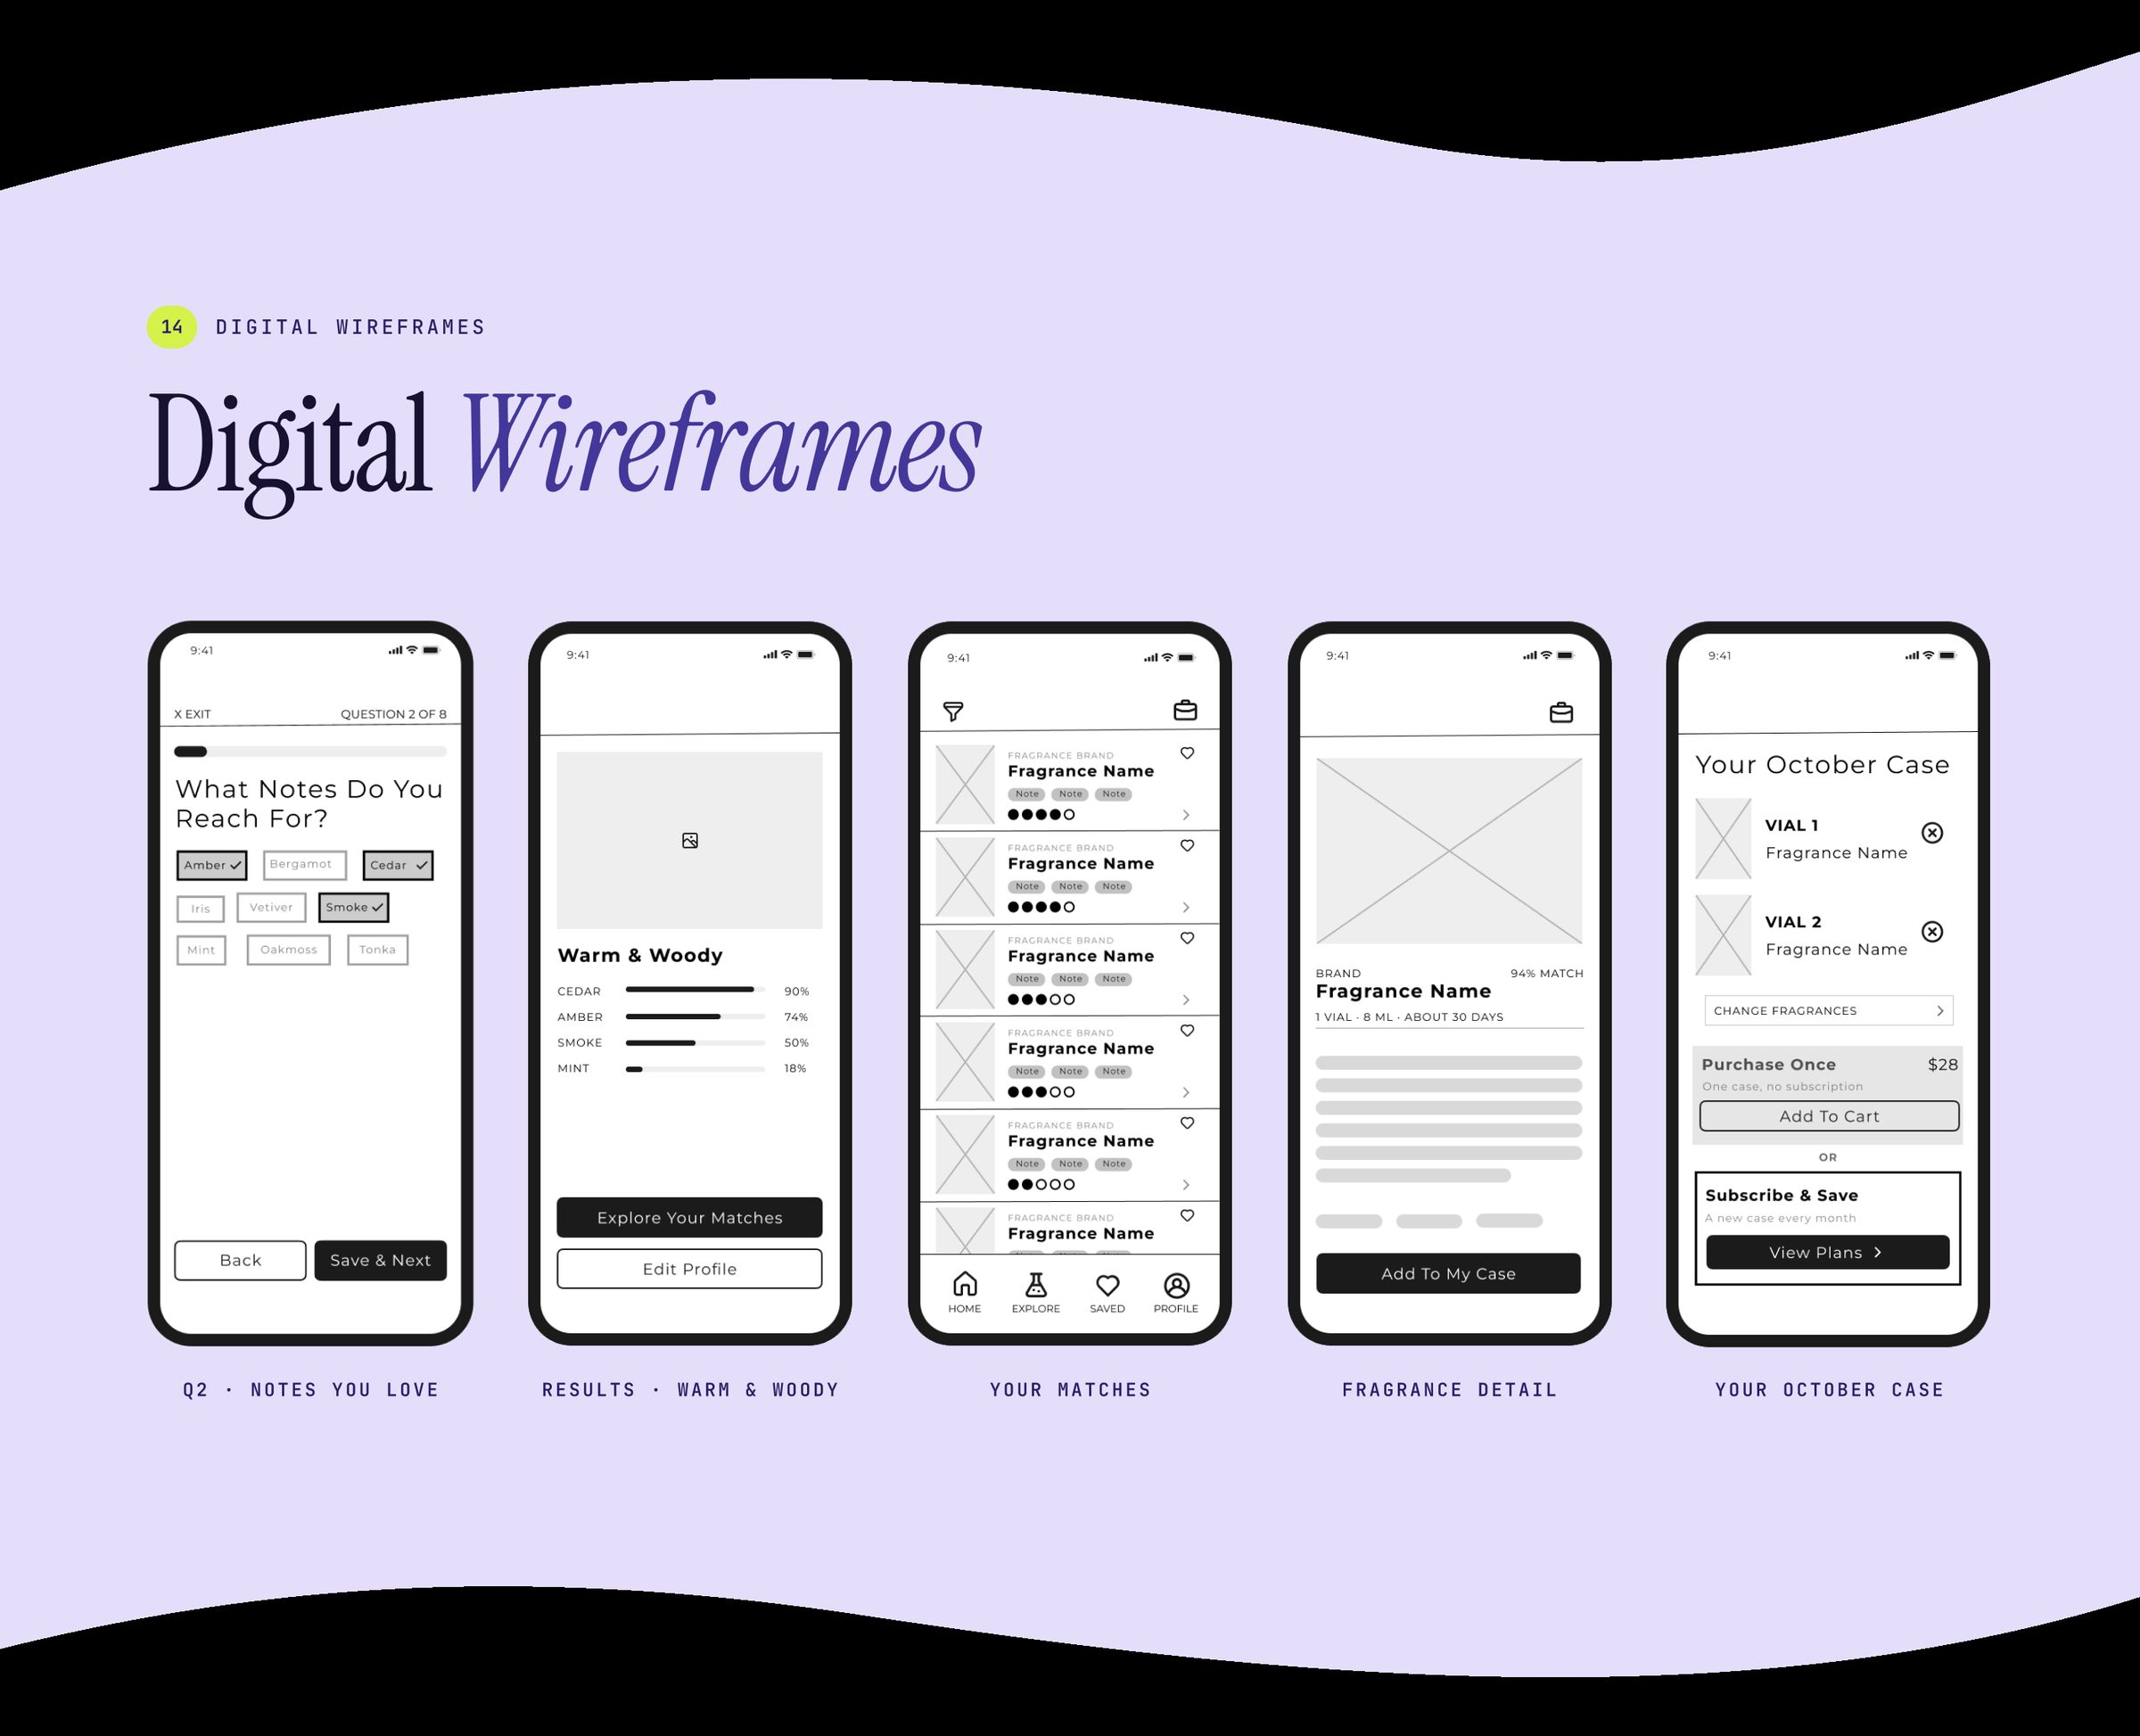 14 DIGITAL WIREFRAMES
Digital Wireframes
9:41
X EXIT QUESTION 2 OF 8
What Notes Do You
Reach For?
Amber Bergamot Cedar
Iris Vetiver Smoke
Mint Oakmoss Tonka
Back Save & Next
Q2 · NOTES YOU LOVE
9:41
Warm & Woody
CEDAR 90%
AMBER 74%
SMOKE 50%
MINT 18%
Explore Your Matches
Edit Profile
RESULTS · WARM & WOODY
9:41
FRAGRANCE BRAND
Fragrance Name
Note Note Note
FRAGRANCE BRAND
Fragrance Name
Note Note Note
FRAGRANCE BRAND
Fragrance Name
Note Note Note
FRAGRANCE BRAND
Fragrance Name
Note Note Note
FRAGRANCE BRAND
Fragrance Name
Note Note Note
FRAGRANCE BRAND
Fragrance Name
HOME EXPLORE SAVED PROFILE
YOUR MATCHES
9:41
BRAND 94% MATCH
Fragrance Name
1 VIAL · 8 ML · ABOUT 30 DAYS
Add To My Case
FRAGRANCE DETAIL
9:41
Your October Case
VIAL 1
Fragrance Name
VIAL 2
Fragrance Name
CHANGE FRAGRANCES
Purchase Once $28
One case, no subscription
Add To Cart
OR
Subscribe & Save
A new case every month
View Plans
YOUR OCTOBER CASE